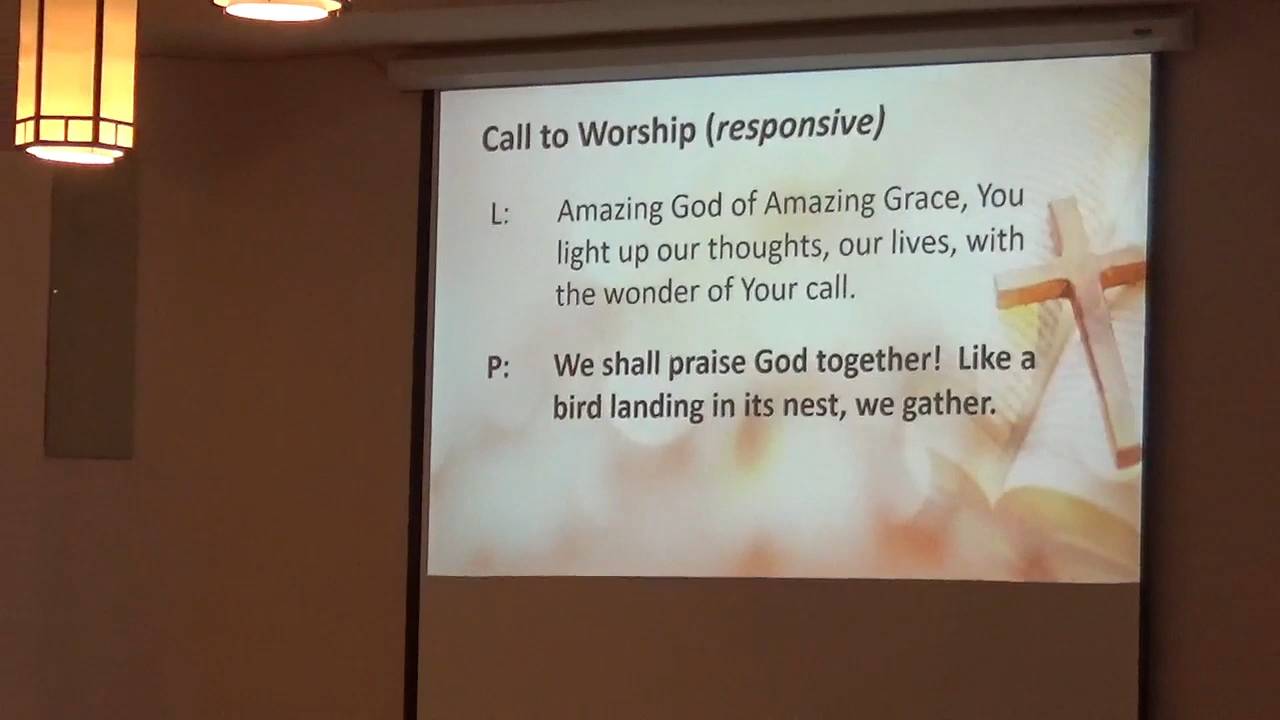 Call to Worship (responsive)
L: Amazing God of Amazing Grace, You
light up our thoughts, our lives, with
the wonder of Your call.
P: We shall praise God together! Like a
bird landing in its nest, we gather.